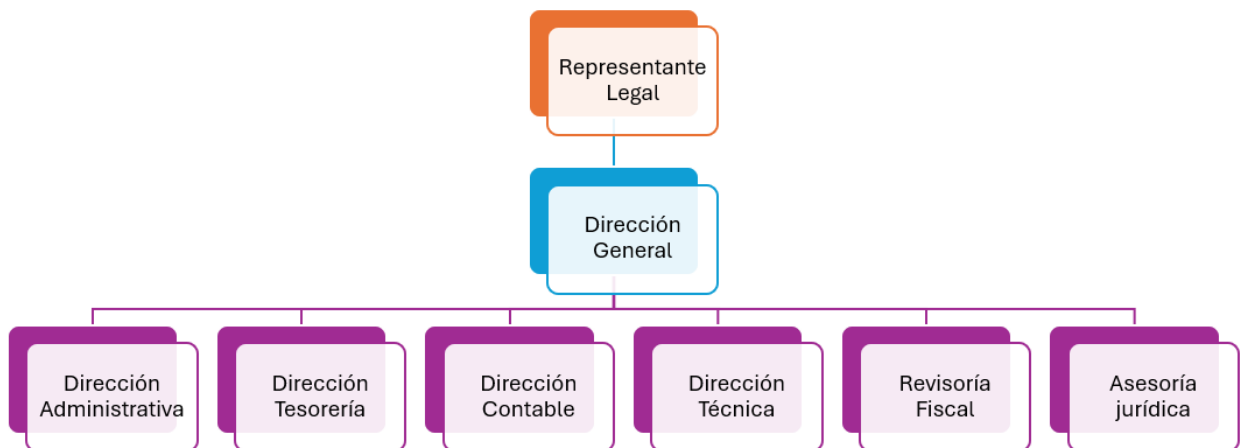 Representante
Legal
Dirección
General
Dirección
Administrativa
Dirección
Tesorería
Dirección
Contable
Dirección
Técnica
Revisoría
Fiscal
Asesoría
jurídica